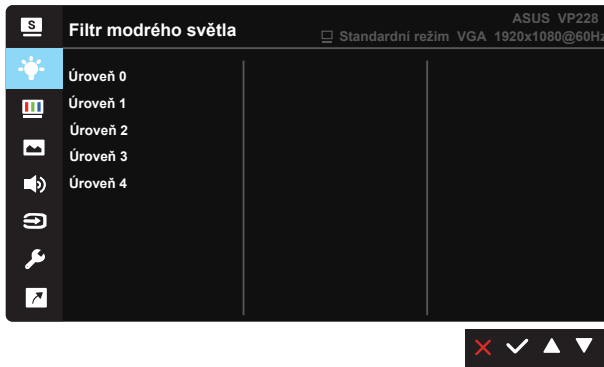 S
Filtr modrého světla
ASUS VP228
Standardní režim VGA 1920x1080@60Hz
Úroveň 0
Úroveň 1
Úroveň 2
Úroveň 3
Úroveň 4